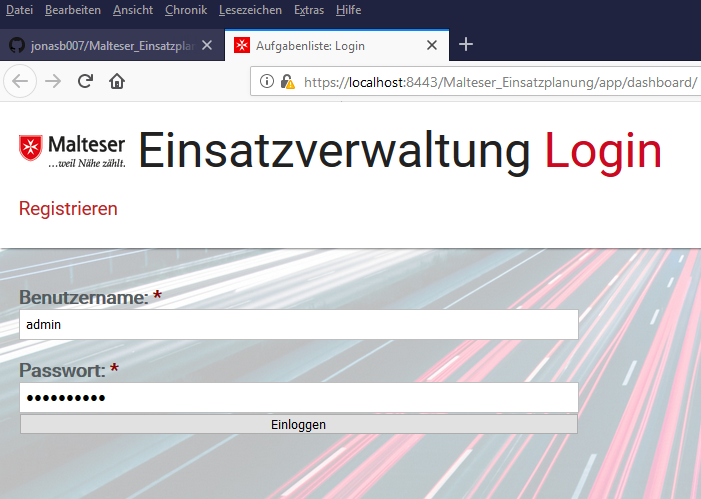 Datei Bearbeiten Ansicht Chronik Lesezeichen Extras Hilfe
jonasb007/Malteser_Einsatzplan
Aufgabenliste: Login
https://localhost:8443/Malteser_Einsatzplanung/app/dashboard/
Malteser
...weil Nähe zählt.
Einsatzverwaltung Login
Registrieren
Benutzername: *
admin
Passwort: *
••••••••••
Einloggen